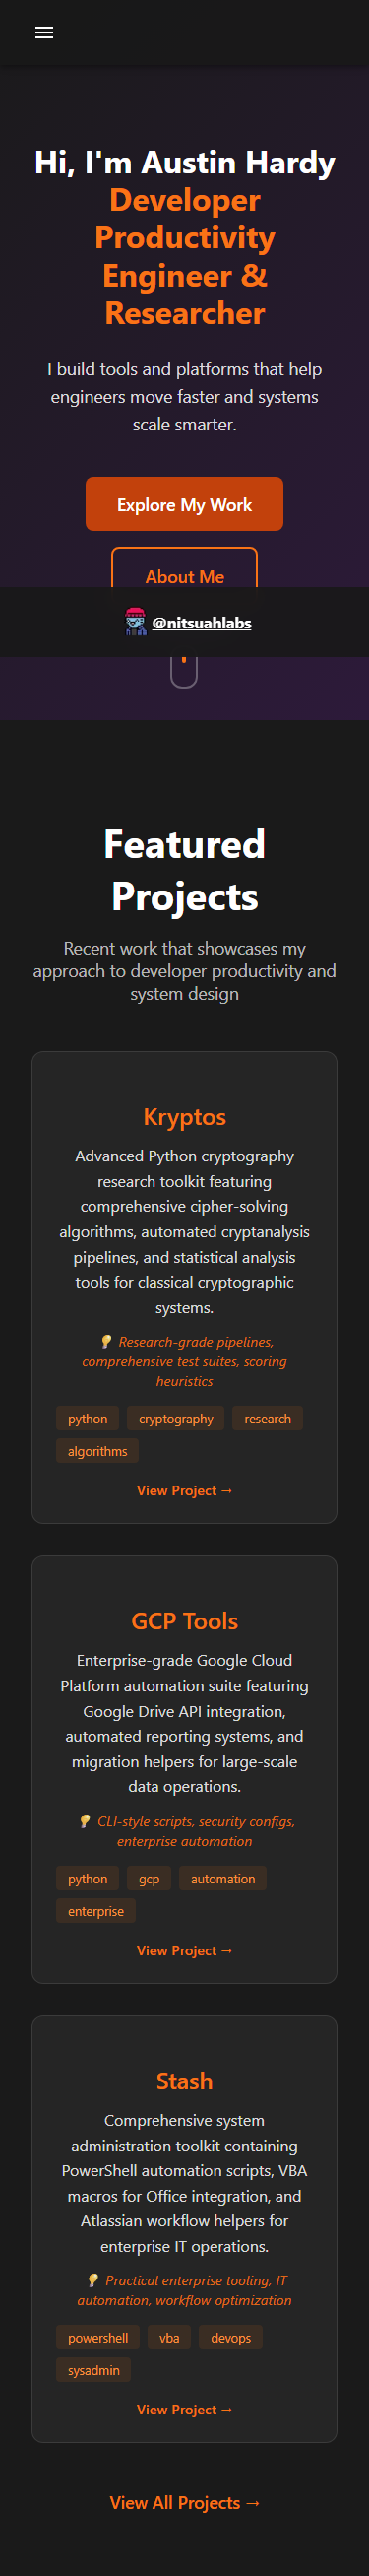 Hi, I'm Austin Hardy
Developer
Productivity
Engineer &
Researcher
I build tools and platforms that help
engineers move faster and systems
scale smarter.
Explore My Work
About Me
@nitsuahlabs
Featured
Projects
Recent work that showcases my
approach to developer productivity and
system design
Kryptos
Advanced Python cryptography
research toolkit featuring
comprehensive cipher-solving
algorithms, automated cryptanalysis
pipelines, and statistical analysis
tools for classical cryptographic
systems.
Research-grade pipelines,
comprehensive test suites, scoring
heuristics
python cryptography research
algorithms
View Project →
GCP Tools
Enterprise-grade Google Cloud
Platform automation suite featuring
Google Drive API integration,
automated reporting systems, and
migration helpers for large-scale
data operations.
CLI-style scripts, security configs,
enterprise automation
python gcp automation
enterprise
View Project →
Stash
Comprehensive system
administration toolkit containing
PowerShell automation scripts, VBA
macros for Office integration, and
Atlassian workflow helpers for
enterprise IT operations.
Practical enterprise tooling, IT
automation, workflow optimization
powershell vba devops
sysadmin
View Project →
View All Projects →